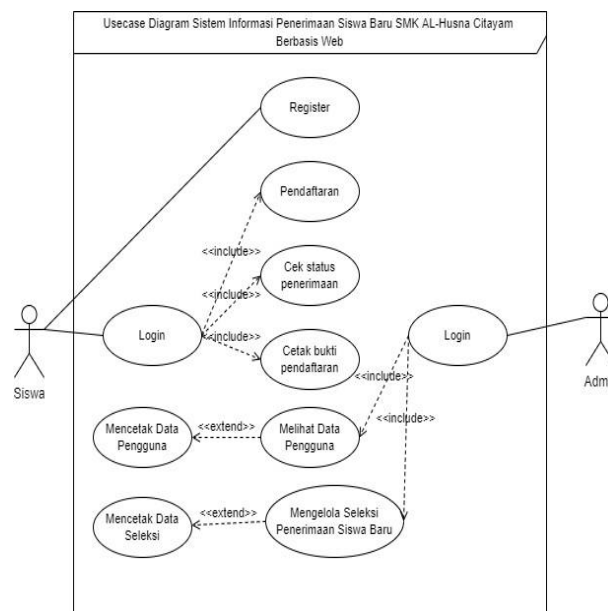 Usecase Diagram Sistem Informasi Penerimaan Siswa Baru SMK AL-Husna Citayam
Berbasis Web
Register
Pendaftaran
<<include>>
Cek status
penerimaan
<<include>>
Login
<<include>>
Cetak bukti
pendaftaran
Login
Siswa
Adm
<<include>>
<<include>>
Mencetak Data
Pengguna
<<extend>>
Melihat Data
Pengguna
Mencetak Data
Seleksi
<<extend>>
Mengelola Seleksi
Penerimaan Siswa Baru